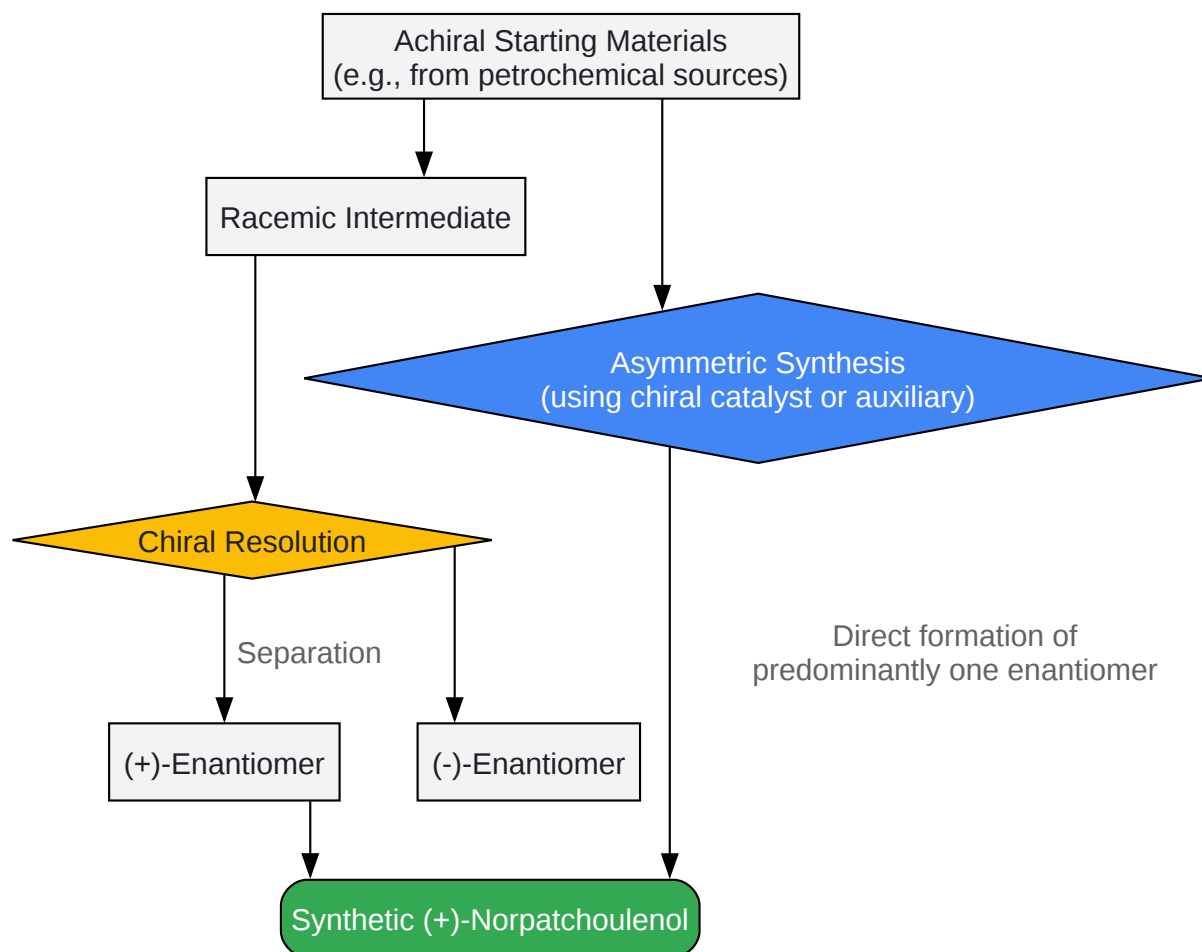 Achiral Starting Materials
(e.g., from petrochemical sources)
Racemic Intermediate
Asymmetric Synthesis
(using chiral catalyst or auxiliary)
Chiral Resolution
Separation
Direct formation of
predominantly one enantiomer
(+)-Enantiomer
(-)-Enantiomer
Synthetic (+)-Norpatchoulenol